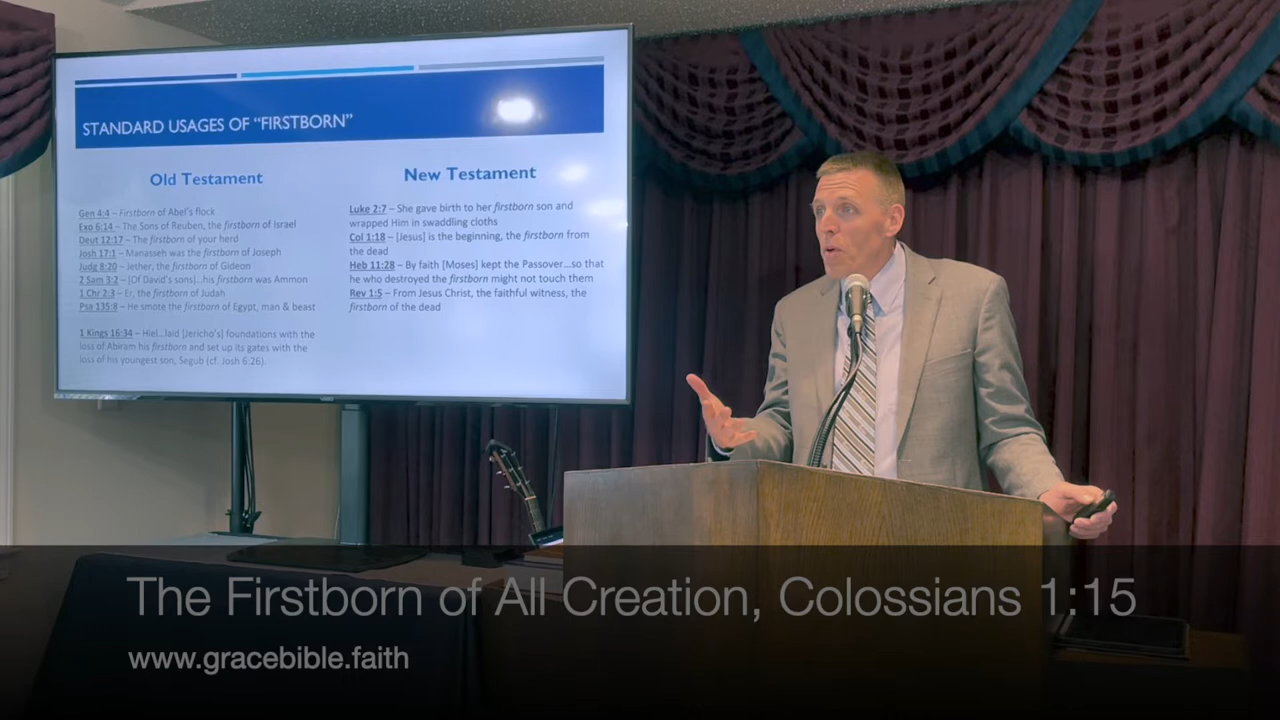 STANDARD USAGES OF “FIRSTBORN”
Old Testament
Gen 4:4 – Firstborn of Abel's flock
Exo 6:14 – The Sons of Reuben, the firstborn of Israel
Deut 12:17 – The firstborn of your herd
Josh 17:1 – Manasseh was the firstborn of Joseph
Judg 8:20 – Jether, the firstborn of Gideon
2 Sam 3:2 – [Of David's sons]...his firstborn was Ammon
1 Chr 2:3 – Er, the firstborn of Judah
Psa 135:8 – He smote the firstborn of Egypt, man & beast
1 Kings 16:34 – Hiel...laid [Jericho's] foundations with the
loss of Abiram his firstborn and set up its gates with the
loss of his youngest son, Segub (cf. Josh 6:26).
New Testament
Luke 2:7 – She gave birth to her firstborn son and
wrapped Him in swaddling cloths
Col 1:18 – [Jesus] is the beginning, the firstborn from
the dead
Heb 11:28 – By faith [Moses] kept the Passover...so that
he who destroyed the firstborn might not touch them
Rev 1:5 – From Jesus Christ, the faithful witness, the
firstborn of the dead
The Firstborn of All Creation, Colossians 1:15
www.gracebible.faith